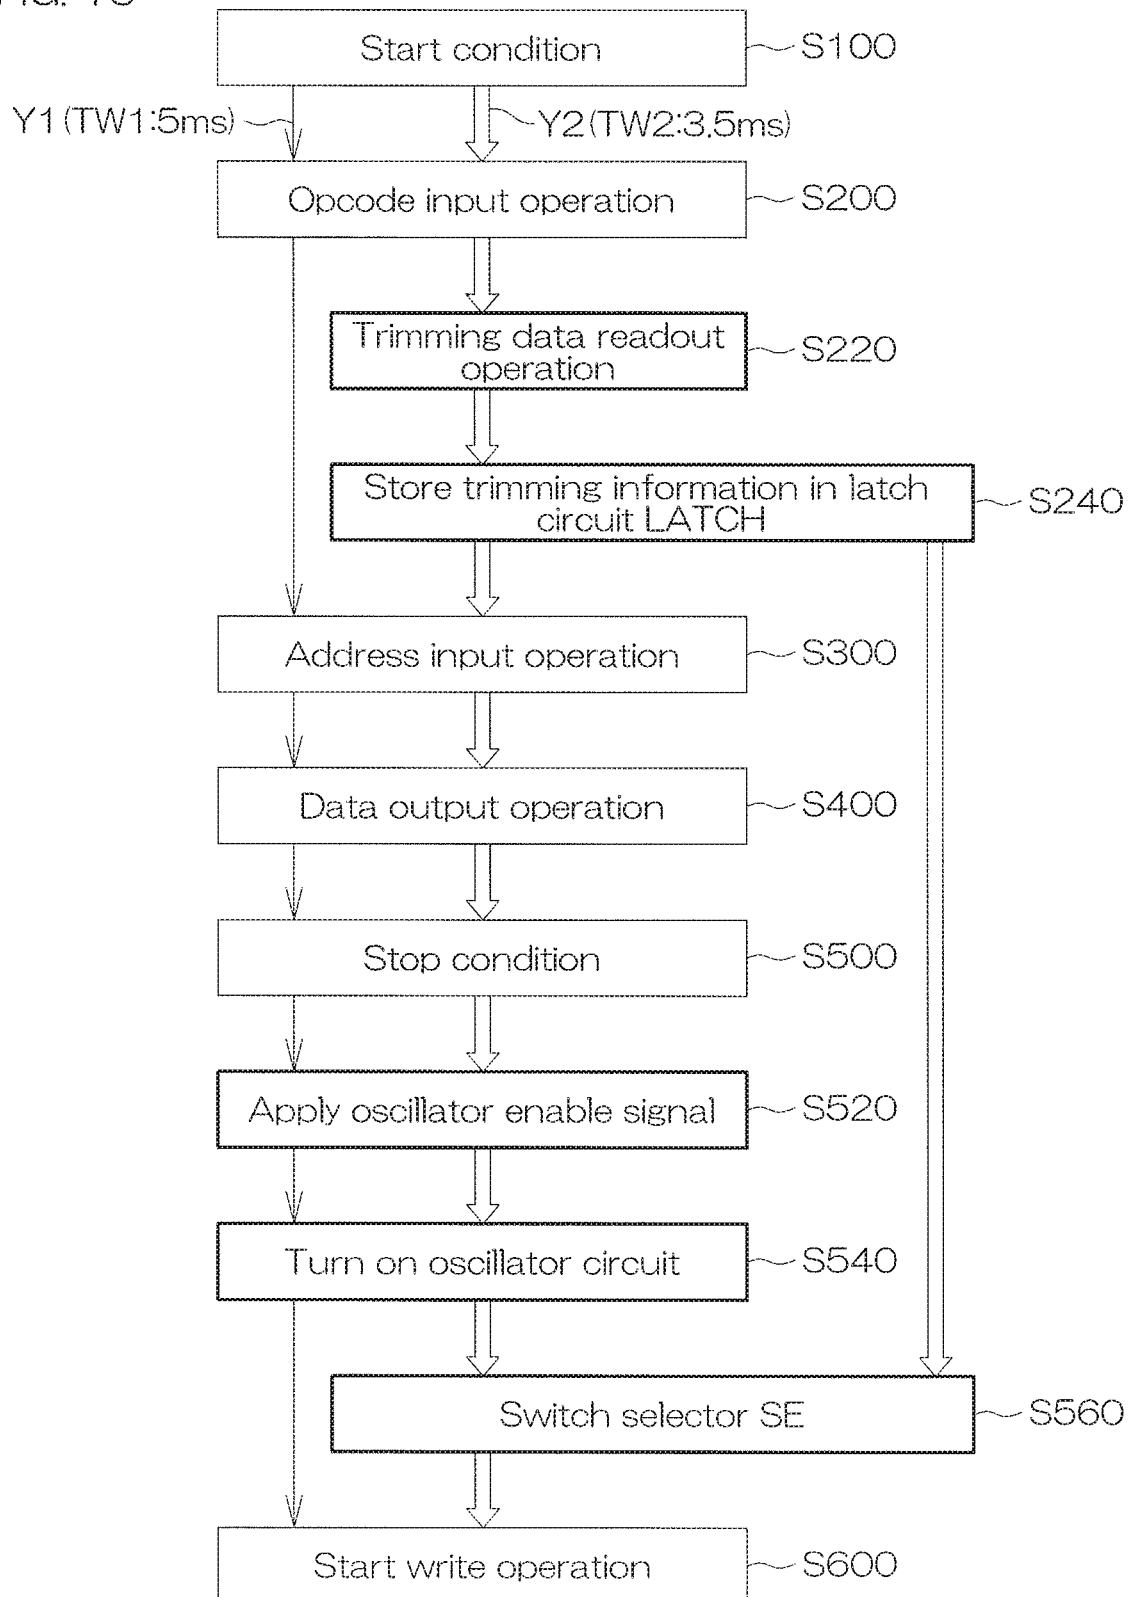 Start condition
S100
Y1(TW1:5ms)
Y2(TW2:3.5ms)
Opcode input operation
S200
Trimming data readout
operation
S220
Store trimming information in latch
circuit LATCH
S240
Address input operation
S300
Data output operation
S400
Stop condition
S500
Apply oscillator enable signal
S520
Turn on oscillator circuit
S540
Switch selector SE
S560
Start write operation
S600